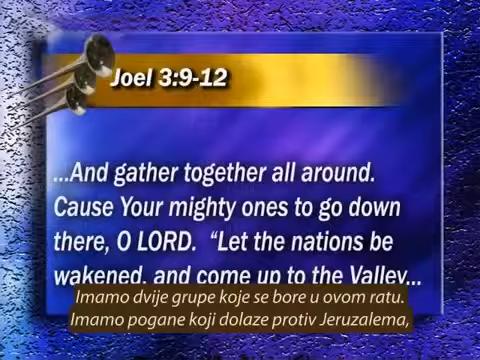 Joel 3:9-12
...And gather together all around.
Cause Your mighty ones to go down
there, O LORD. “Let the nations be
wakened, and come up to the Valley...
Imamo dvije grupe koje se bore u ovom ratu.
Imamo pogane koji dolaze protiv Jeruzalema,